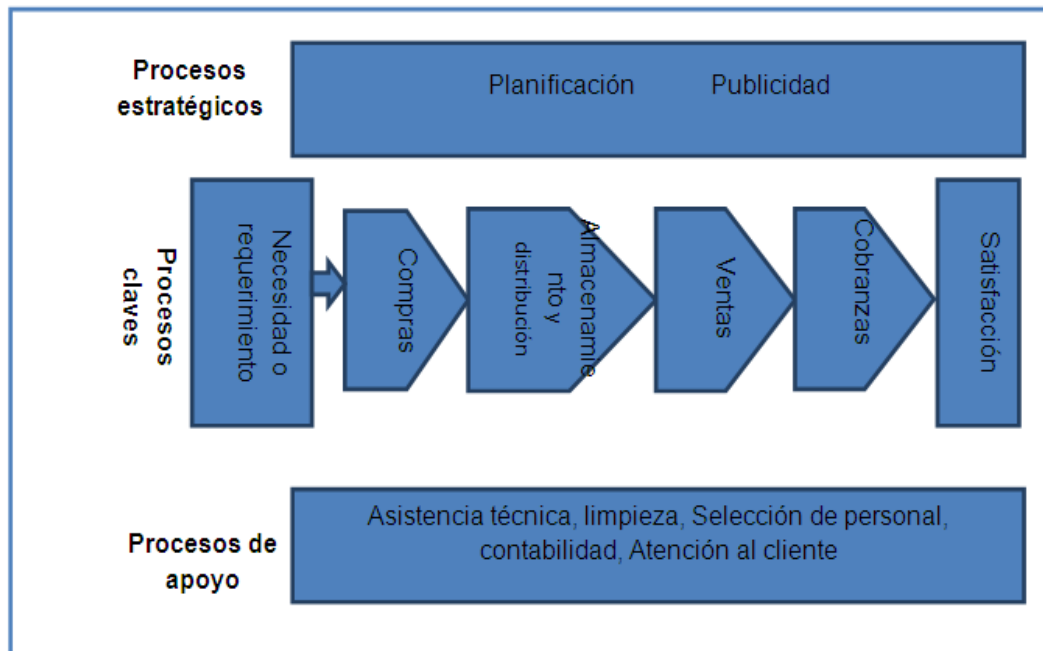 Procesos
estratégicos
Planificación Publicidad
Procesos
claves
Necesidad o
requerimiento
Compras
Almacenamie
nto y
distribución
Ventas
Cobranzas
Satisfacción
Procesos de
apoyo
Asistencia técnica, limpieza, Selección de personal,
contabilidad, Atención al cliente